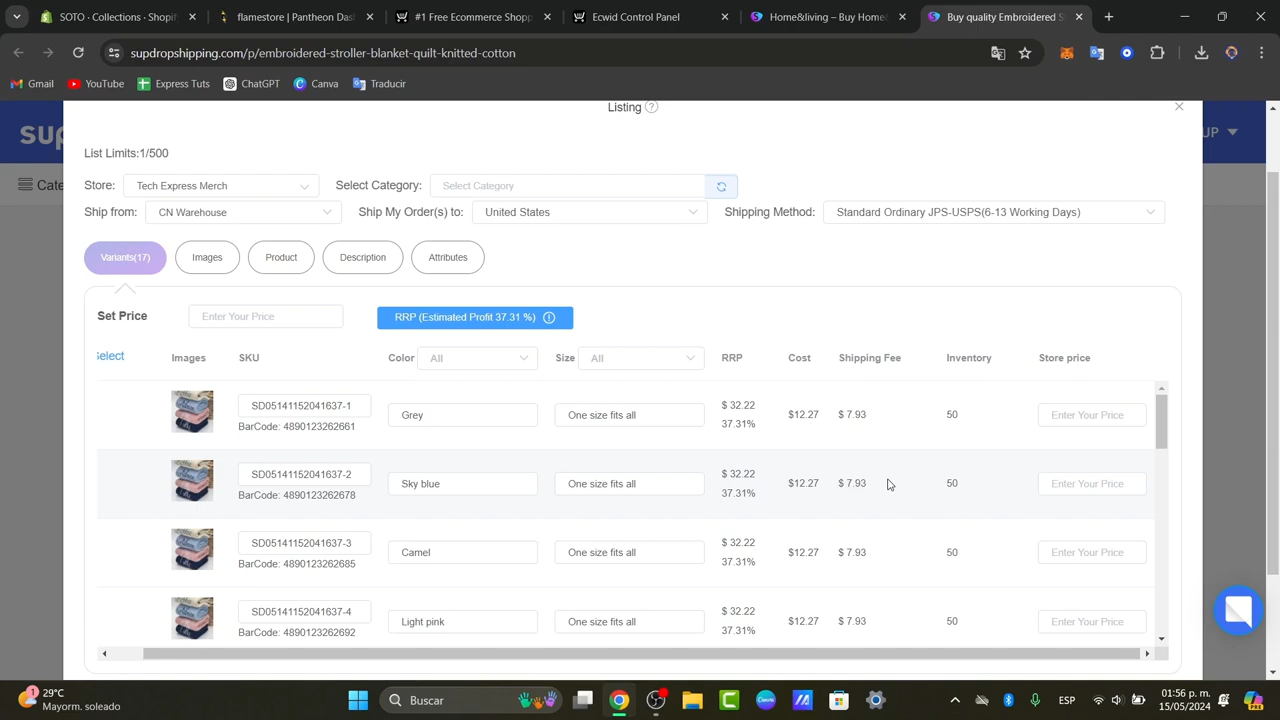 SOTO · Collections · Shopif
flamestore | Pantheon Das
#1 Free Ecommerce Shopp
Ecwid Control Panel
Home&living – Buy Home&
Buy quality Embroidered S
supdropshipping.com/p/embroidered-stroller-blanket-quilt-knitted-cotton
Gmail YouTube Express Tuts ChatGPT Canva Traducir
Listing ?
sup
UP
Cate
List Limits:1/500
Store: Tech Express Merch Select Category: Select Category
Ship from: CN Warehouse Ship My Order(s) to: United States Shipping Method: Standard Ordinary JPS-USPS(6-13 Working Days)
Variants(17) Images Product Description Attributes
Set Price Enter Your Price RRP (Estimated Profit 37.31 %)
Select Images SKU Color All Size All RRP Cost Shipping Fee Inventory Store price
SD05141152041637-1 Grey One size fits all $ 32.22 $12.27 $ 7.93 50 Enter Your Price
BarCode: 4890123262661 37.31%
SD05141152041637-2 Sky blue One size fits all $ 32.22 $12.27 $ 7.93 50 Enter Your Price
BarCode: 4890123262678 37.31%
SD05141152041637-3 Camel One size fits all $ 32.22 $12.27 $ 7.93 50 Enter Your Price
BarCode: 4890123262685 37.31%
SD05141152041637-4 Light pink One size fits all $ 32.22 $12.27 $ 7.93 50 Enter Your Price
BarCode: 4890123262692 37.31%
1 29°C
Mayorm. soleado
Buscar
ESP
01:56 p. m.
15/05/2024